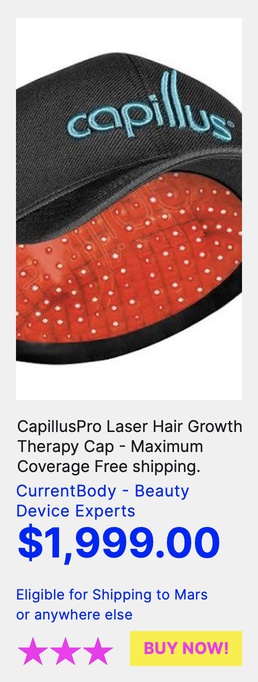 capillus®
CapillusPro Laser Hair Growth
Therapy Cap - Maximum
Coverage Free shipping.
CurrentBody - Beauty
Device Experts
$1,999.00
Eligible for Shipping to Mars
or anywhere else
BUY NOW!